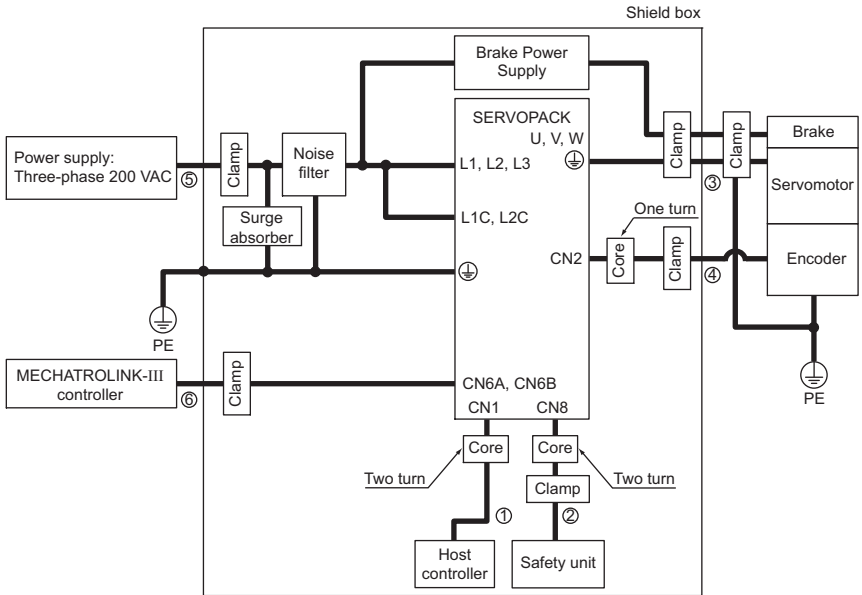 Shield box
Brake Power
Supply
SERVOPACK
U, V, W
Clamp
Clamp
Brake
Power supply:
Three-phase 200 VAC
⑤
Clamp
Noise
filter
L1, L2, L3
③
Servomotor
Surge
absorber
L1C, L2C
One turn
CN2
Core
Clamp
④
Encoder
PE
MECHATROLINK-III
controller
⑥
Clamp
CN6A, CN6B
PE
CN1
CN8
Core
Core
Two turn
Two turn
Clamp
①
②
Host
controller
Safety unit